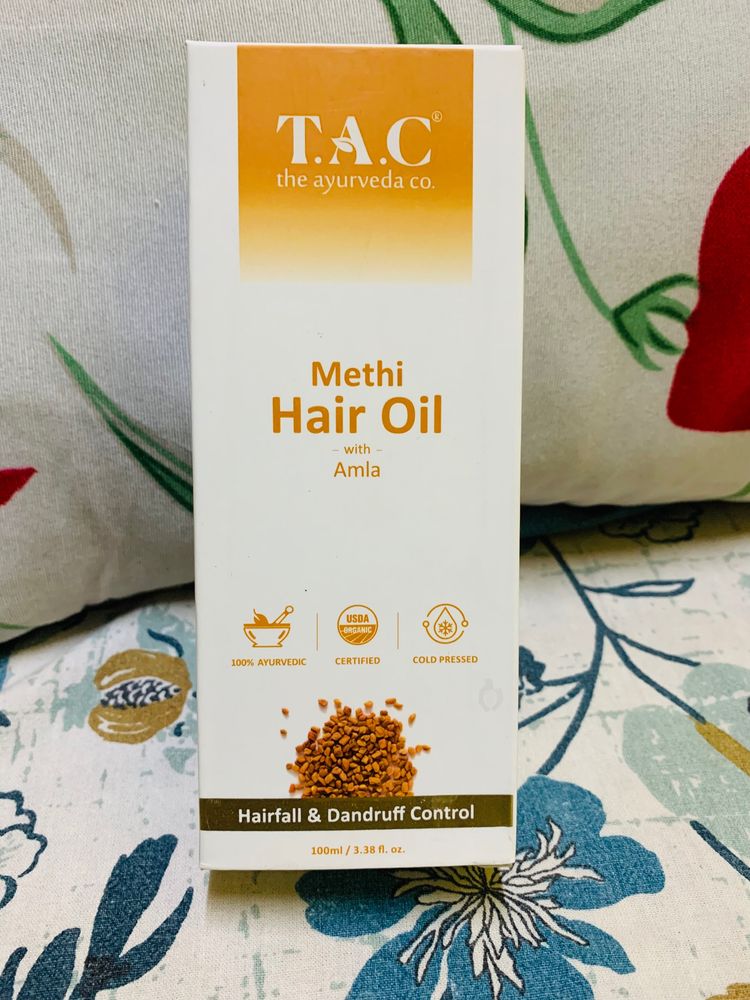 T.A.C®
the ayurveda co.
Methi
Hair Oil
- with -
Amla
USDA
ORGANIC
100% AYURVEDIC
CERTIFIED
COLD PRESSED
Hairfall & Dandruff Control
100ml / 3.38 fl. oz.